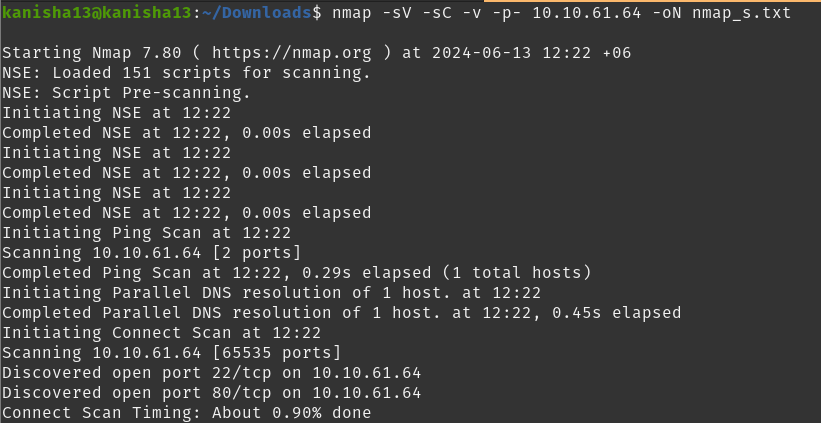 kanisha13@kanisha13:~/Downloads$ nmap -sV -sC -v -p- 10.10.61.64 -oN nmap_s.txt
Starting Nmap 7.80 ( https://nmap.org ) at 2024-06-13 12:22 +06
NSE: Loaded 151 scripts for scanning.
NSE: Script Pre-scanning.
Initiating NSE at 12:22
Completed NSE at 12:22, 0.00s elapsed
Initiating NSE at 12:22
Completed NSE at 12:22, 0.00s elapsed
Initiating NSE at 12:22
Completed NSE at 12:22, 0.00s elapsed
Initiating Ping Scan at 12:22
Scanning 10.10.61.64 [2 ports]
Completed Ping Scan at 12:22, 0.29s elapsed (1 total hosts)
Initiating Parallel DNS resolution of 1 host. at 12:22
Completed Parallel DNS resolution of 1 host. at 12:22, 0.45s elapsed
Initiating Connect Scan at 12:22
Scanning 10.10.61.64 [65535 ports]
Discovered open port 22/tcp on 10.10.61.64
Discovered open port 80/tcp on 10.10.61.64
Connect Scan Timing: About 0.90% done